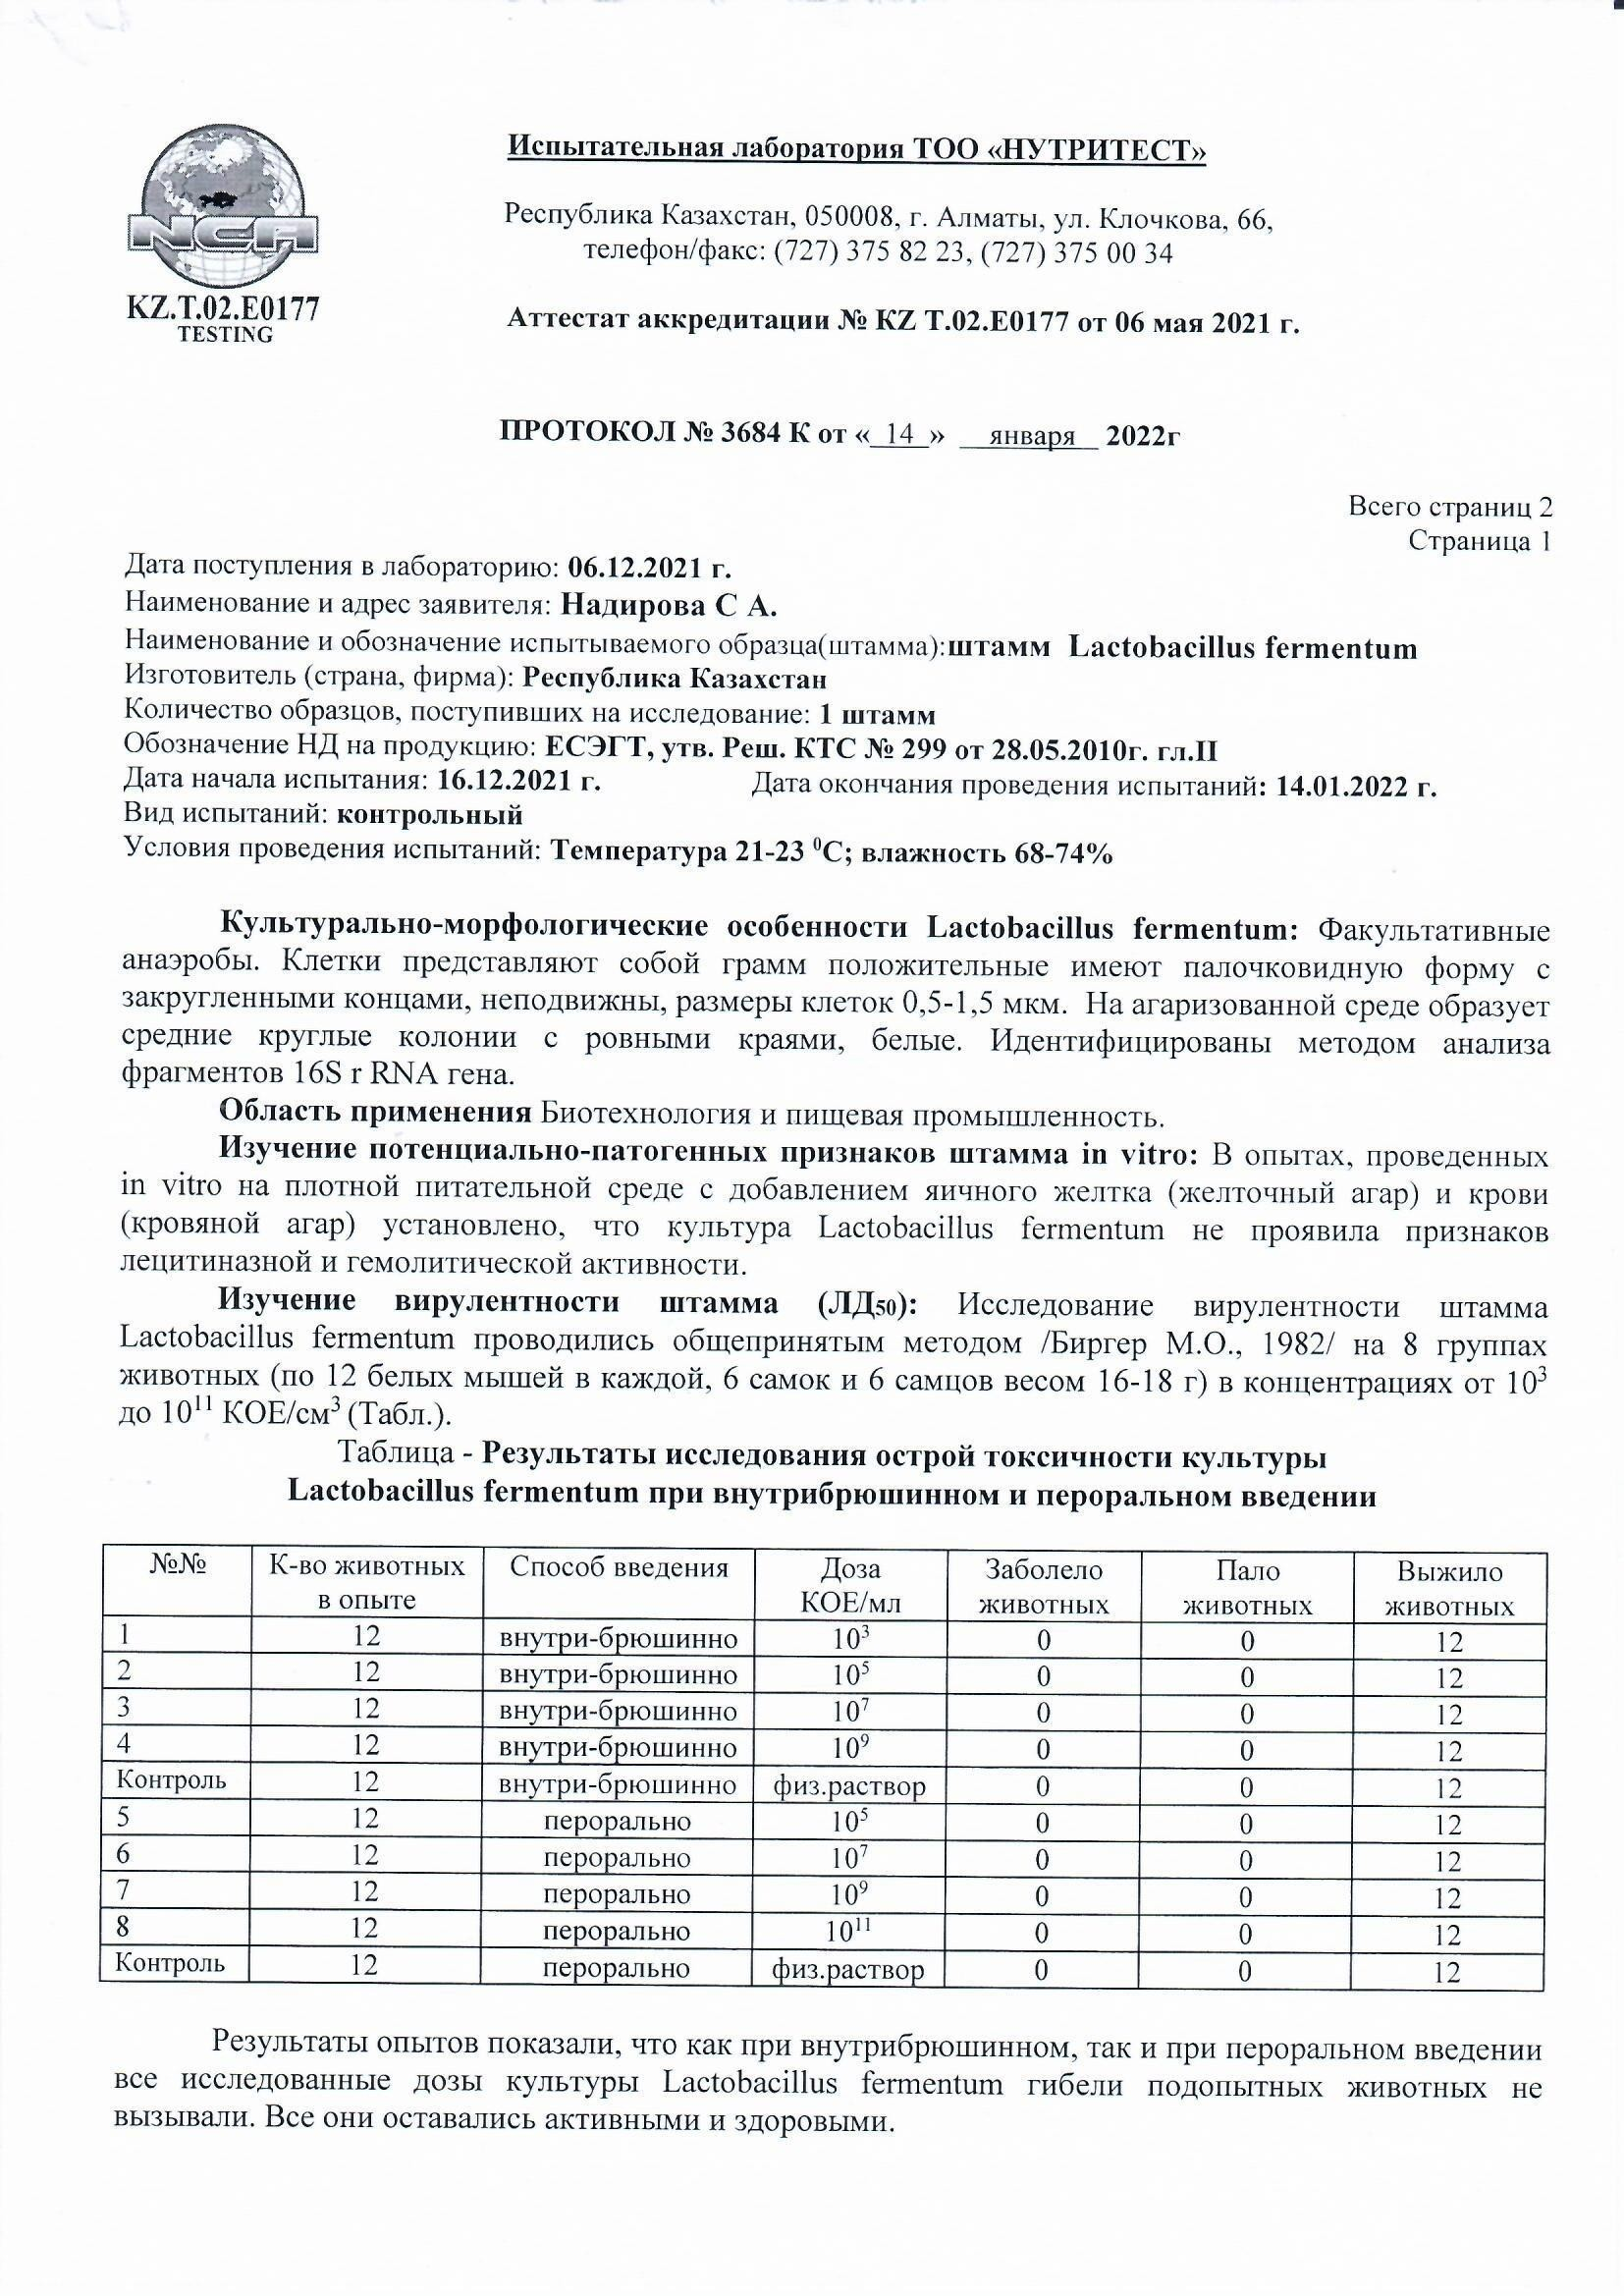 Испытательная лаборатория ТОО «НУТРИТЕСТ»
Республика Казахстан, 050008, г. Алматы, ул. Клочкова, 66,
телефон/факс: (727) 375 82 23, (727) 375 00 34
NCA
KZ.T.02.E0177
TESTING
Аттестат аккредитации № KZ T.02.E0177 от 06 мая 2021 г.
ПРОТОКОЛ № 3684 К от « 14 » января 2022г
Всего страниц 2
Страница 1
Дата поступления в лабораторию: 06.12.2021 г.
Наименование и адрес заявителя: Надирова С А.
Наименование и обозначение испытываемого образца(штамма):штамм Lactobacillus fermentum
Изготовитель (страна, фирма): Республика Казахстан
Количество образцов, поступивших на исследование: 1 штамм
Обозначение НД на продукцию: ЕСЭГТ, утв. Реш. КТС № 299 от 28.05.2010г. гл.II
Дата начала испытания: 16.12.2021 г. Дата окончания проведения испытаний: 14.01.2022 г.
Вид испытаний: контрольный
Условия проведения испытаний: Температура 21-23 ⁰С; влажность 68-74%
Культурально-морфологические особенности Lactobacillus fermentum: Факультативные
анаэробы. Клетки представляют собой грамм положительные имеют палочковидную форму с
закругленными концами, неподвижны, размеры клеток 0,5-1,5 мкм. На агаризованной среде образует
средние круглые колонии с ровными краями, белые. Идентифицированы методом анализа
фрагментов 16S r RNA гена.
Область применения Биотехнология и пищевая промышленность.
Изучение потенциально-патогенных признаков штамма in vitro: В опытах, проведенных
in vitro на плотной питательной среде с добавлением яичного желтка (желточный агар) и крови
(кровяной агар) установлено, что культура Lactobacillus fermentum не проявила признаков
лецитиназной и гемолитической активности.
Изучение вирулентности штамма (ЛД₅₀): Исследование вирулентности штамма
Lactobacillus fermentum проводились общепринятым методом /Биргер М.О., 1982/ на 8 группах
животных (по 12 белых мышей в каждой, 6 самок и 6 самцов весом 16-18 г) в концентрациях от 10³
до 10¹¹ КОЕ/см³ (Табл.).
Таблица - Результаты исследования острой токсичности культуры
Lactobacillus fermentum при внутрибрюшинном и пероральном введении
№№ К-во животных Способ введения Доза Заболело Пало Выжило
в опыте КОЕ/мл животных животных животных
1 12 внутри-брюшинно 10³ 0 0 12
2 12 внутри-брюшинно 10⁵ 0 0 12
3 12 внутри-брюшинно 10⁷ 0 0 12
4 12 внутри-брюшинно 10⁹ 0 0 12
Контроль 12 внутри-брюшинно физ.раствор 0 0 12
5 12 перорально 10⁵ 0 0 12
6 12 перорально 10⁷ 0 0 12
7 12 перорально 10⁹ 0 0 12
8 12 перорально 10¹¹ 0 0 12
Контроль 12 перорально физ.раствор 0 0 12
Результаты опытов показали, что как при внутрибрюшинном, так и при пероральном введении
все исследованные дозы культуры Lactobacillus fermentum гибели подопытных животных не
вызывали. Все они оставались активными и здоровыми.